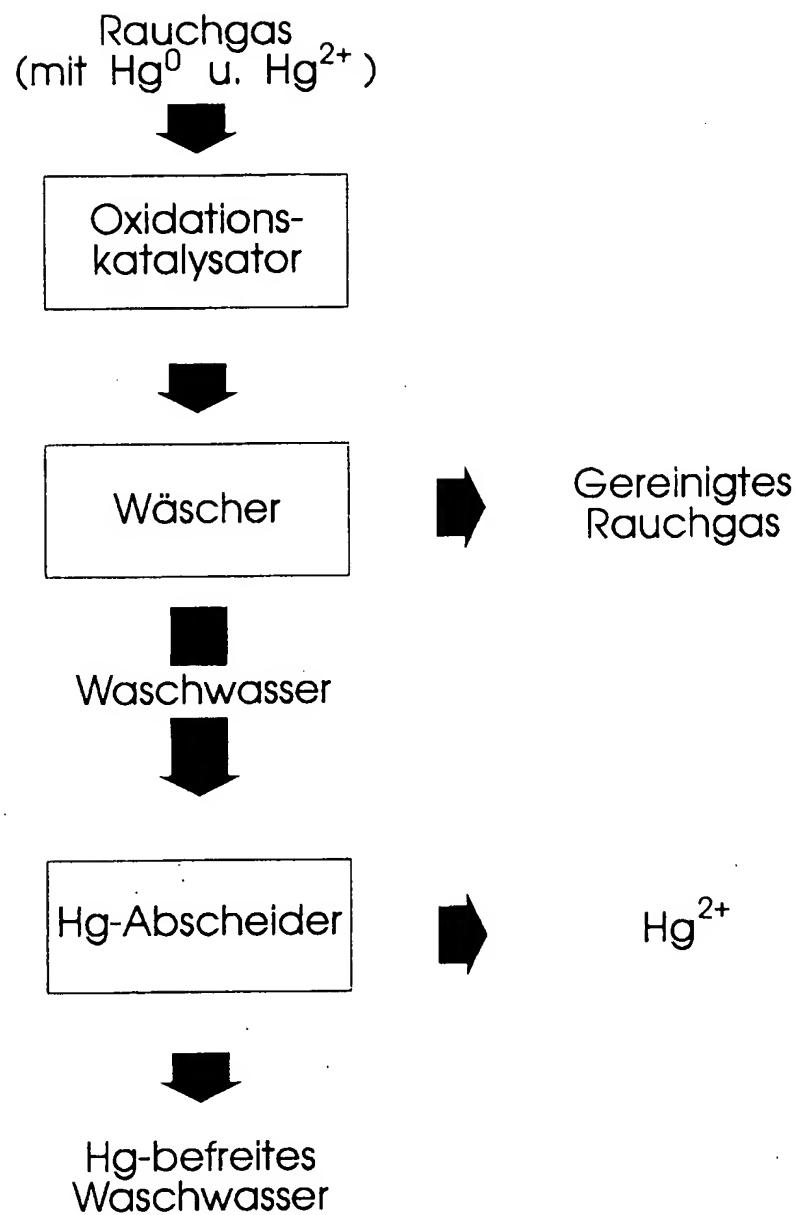 Rauchgas
(mit Hg⁰ u. Hg²⁺)
Oxidations-
katalysator
Wäscher
Gereinigtes
Rauchgas
Waschwasser
Hg-Abscheider
Hg²⁺
Hg-befreites
Waschwasser